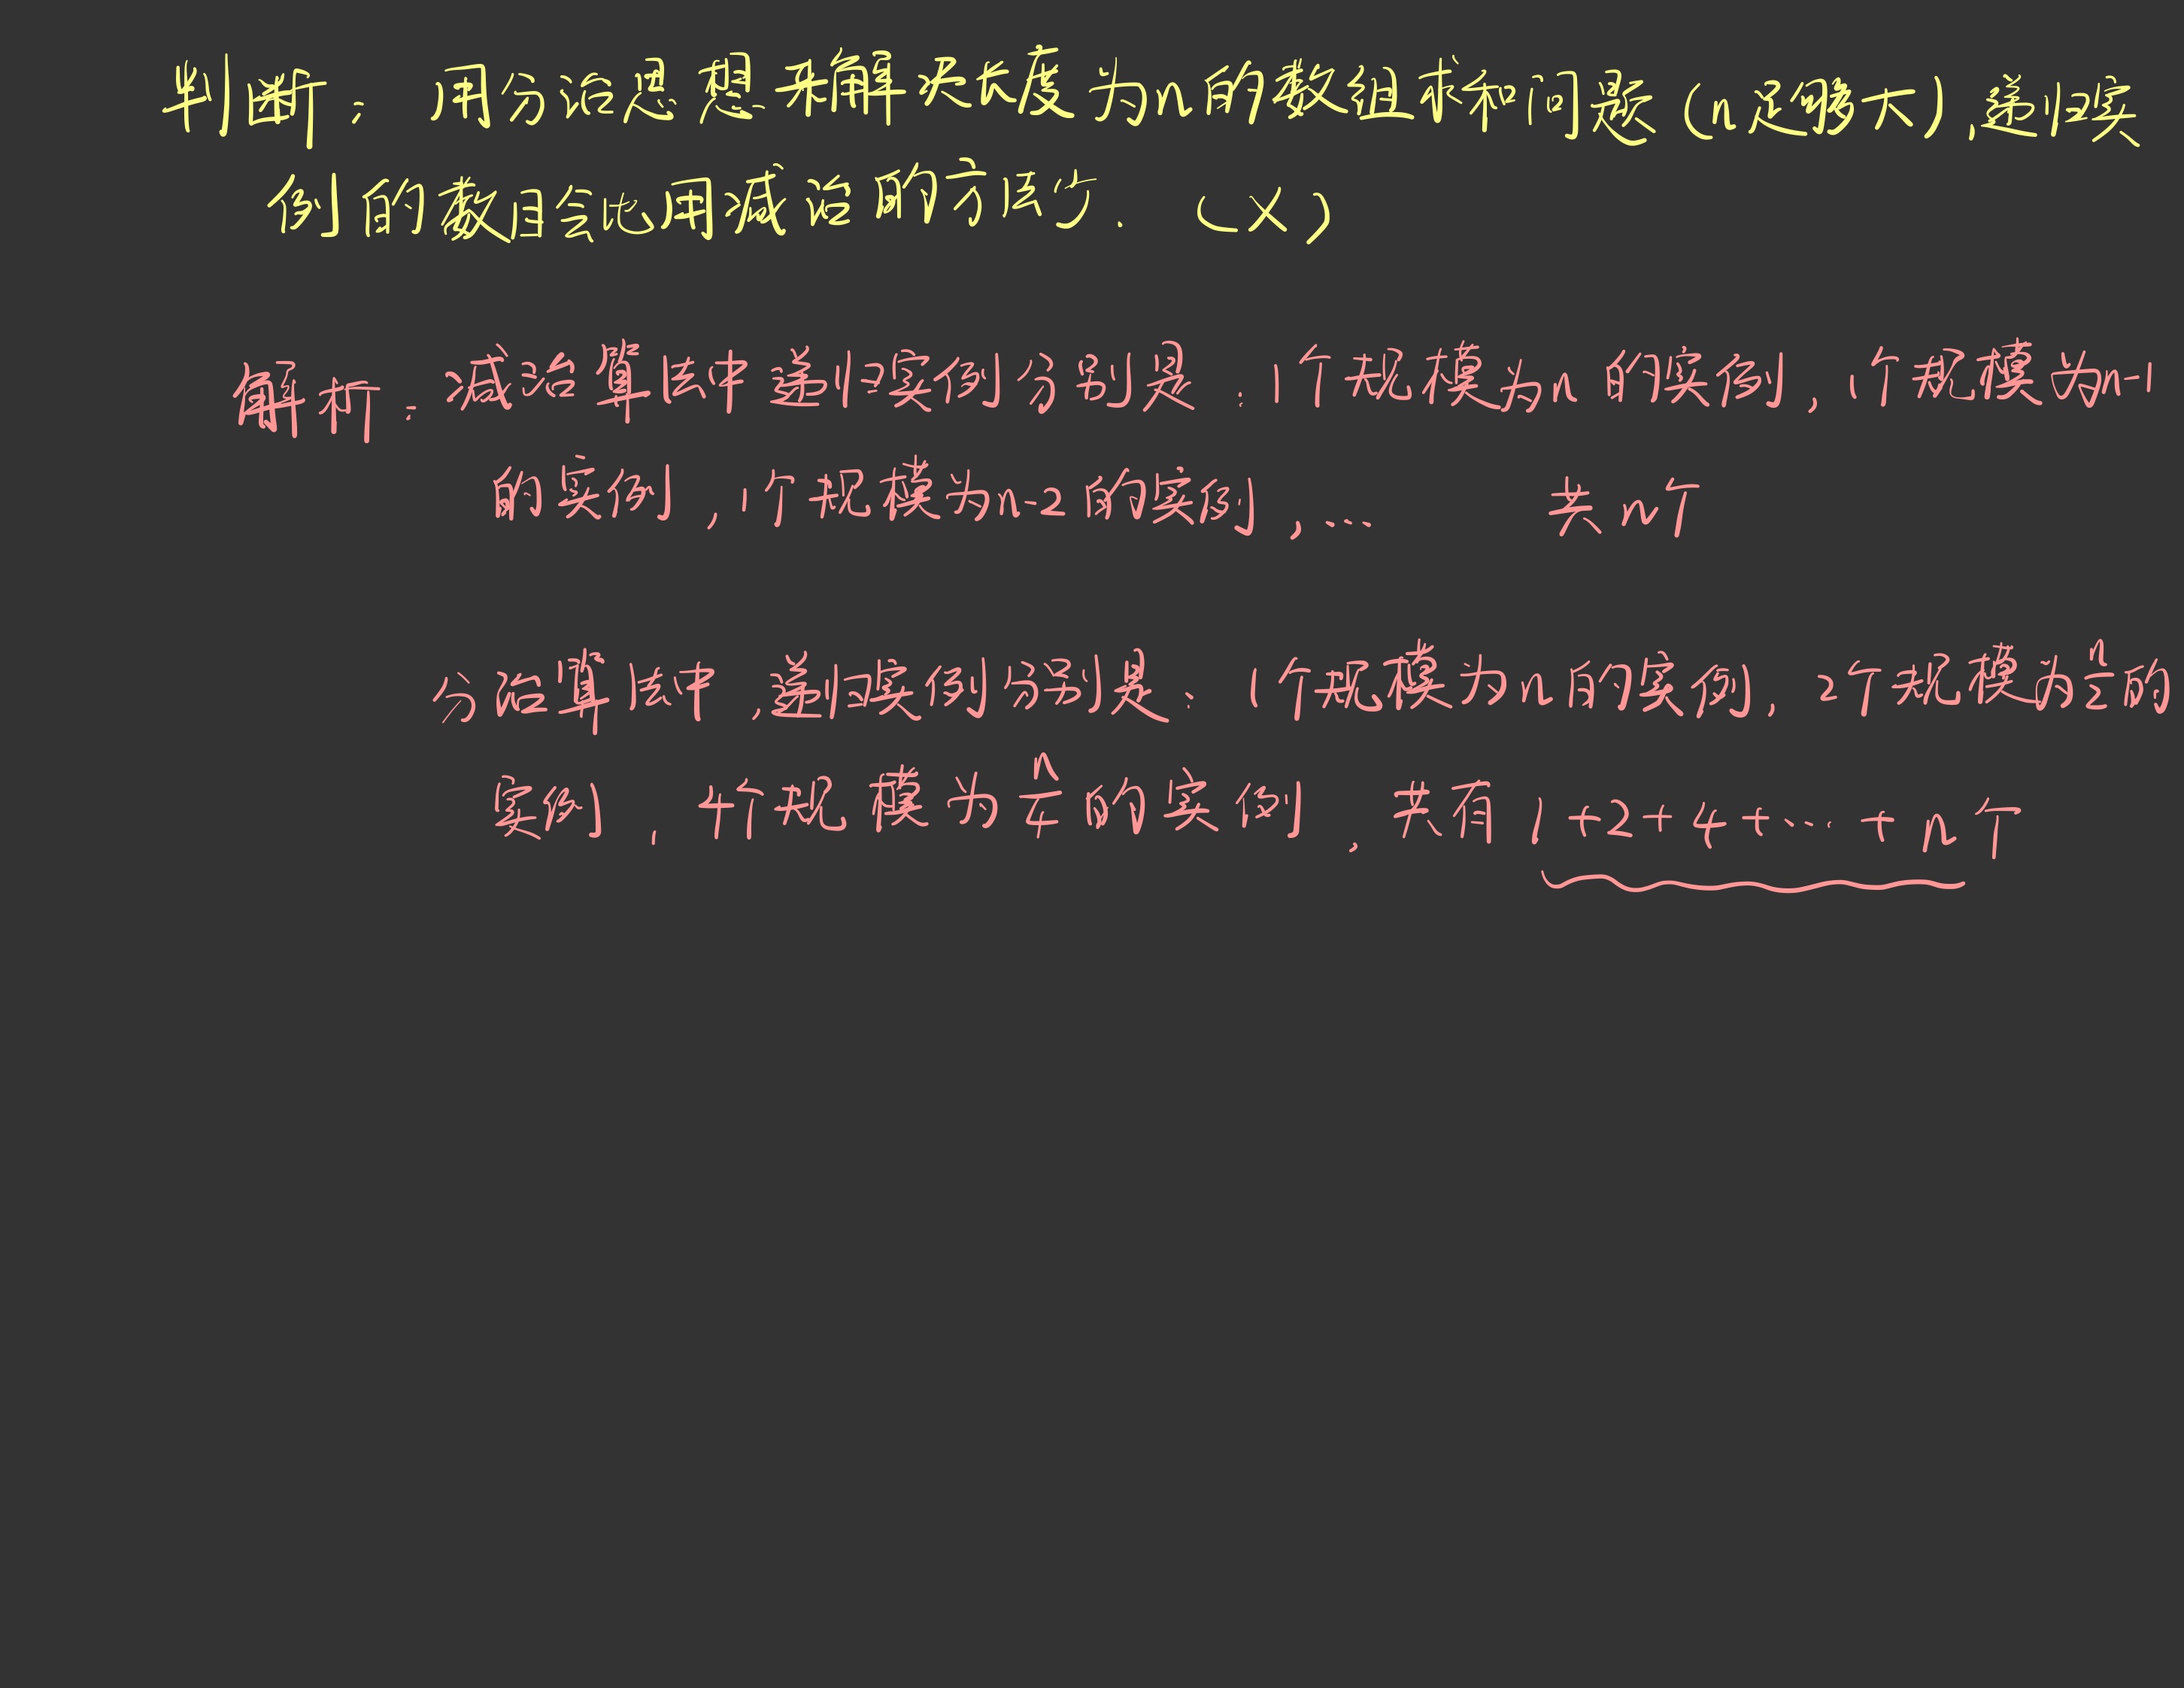 判断：用分治思想来解决长度为n的数组求和问题(n足够大),递归实
例的数目会比用减治的方法少. (×)
解析：减治算法中递归实例分别是：1个规模为n的实例,1个规模为n-1
的实例,1个规模为n-2的实例,... 共n个
分治算法中,递归实例分别是：1个规模为n的实例,2个规模为n/2的
实例,4个规模为n/4的实例,共有1+2+4+...+n个